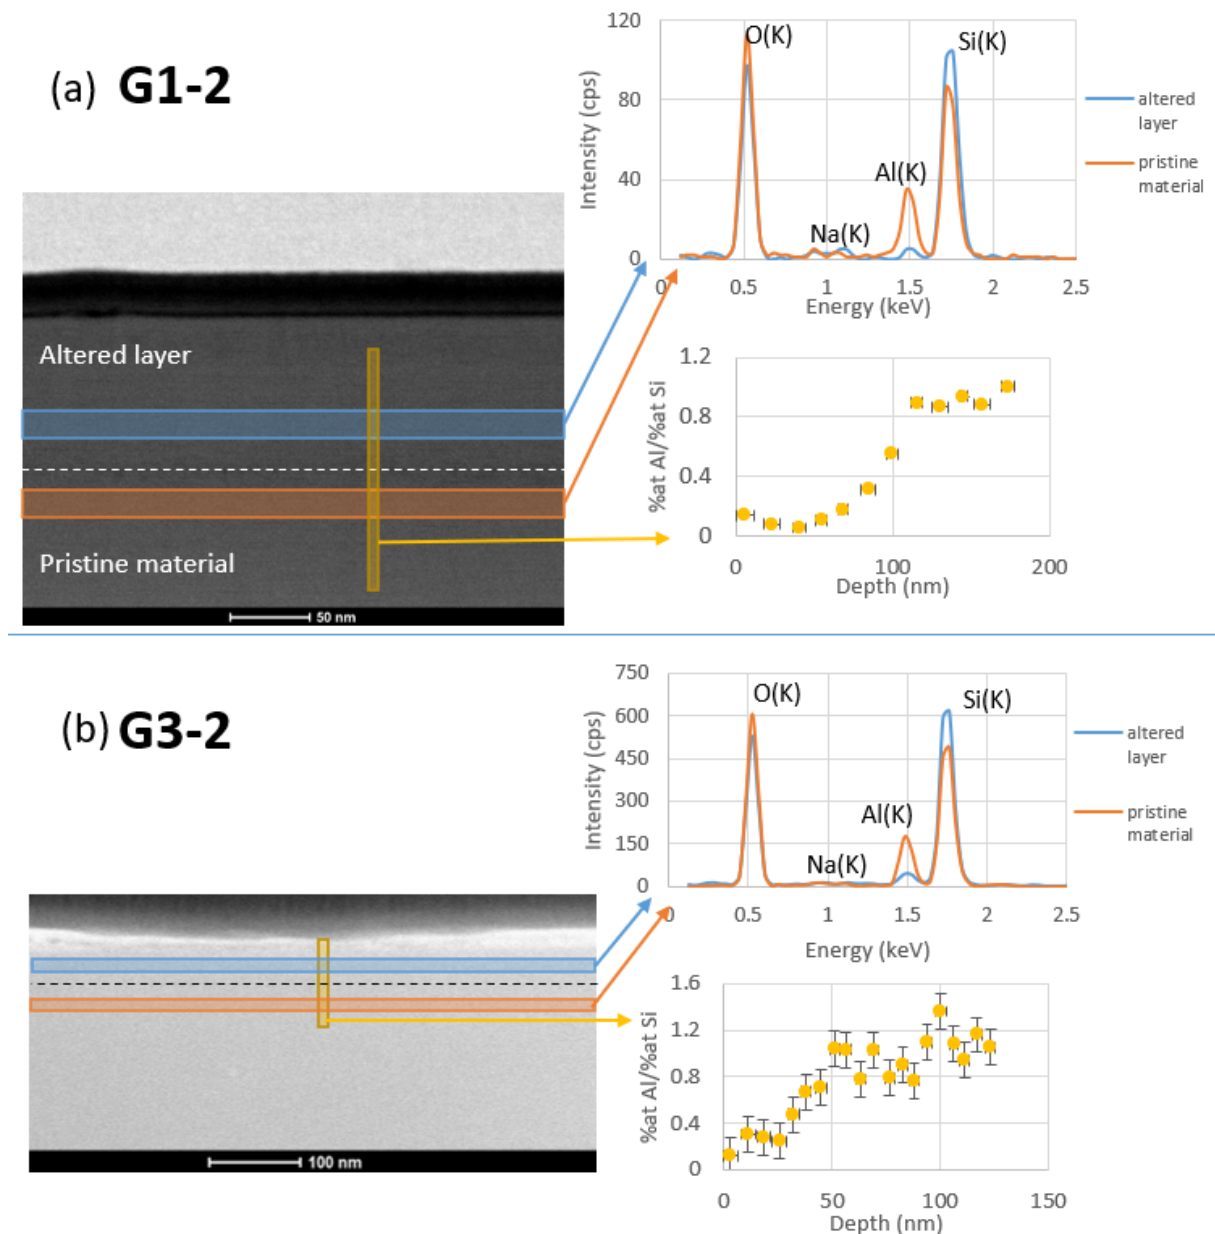 (a) G1-2
Altered layer
Pristine material
50 nm
120
80
40
0
Intensity (cps)
O(K)
Na(K)
Al(K)
Si(K)
0
0.5
1
1.5
2
2.5
Energy (keV)
altered
layer
pristine
material
1.2
0.8
0.4
0
%at Al/%at Si
0
100
200
Depth (nm)
(b) G3-2
100 nm
750
600
450
300
150
0
Intensity (cps)
O(K)
Na(K)
Al(K)
Si(K)
0
0.5
1
1.5
2
2.5
Energy (keV)
altered
layer
pristine
material
1.6
1.2
0.8
0.4
0
%at Al/%at Si
0
50
100
150
Depth (nm)